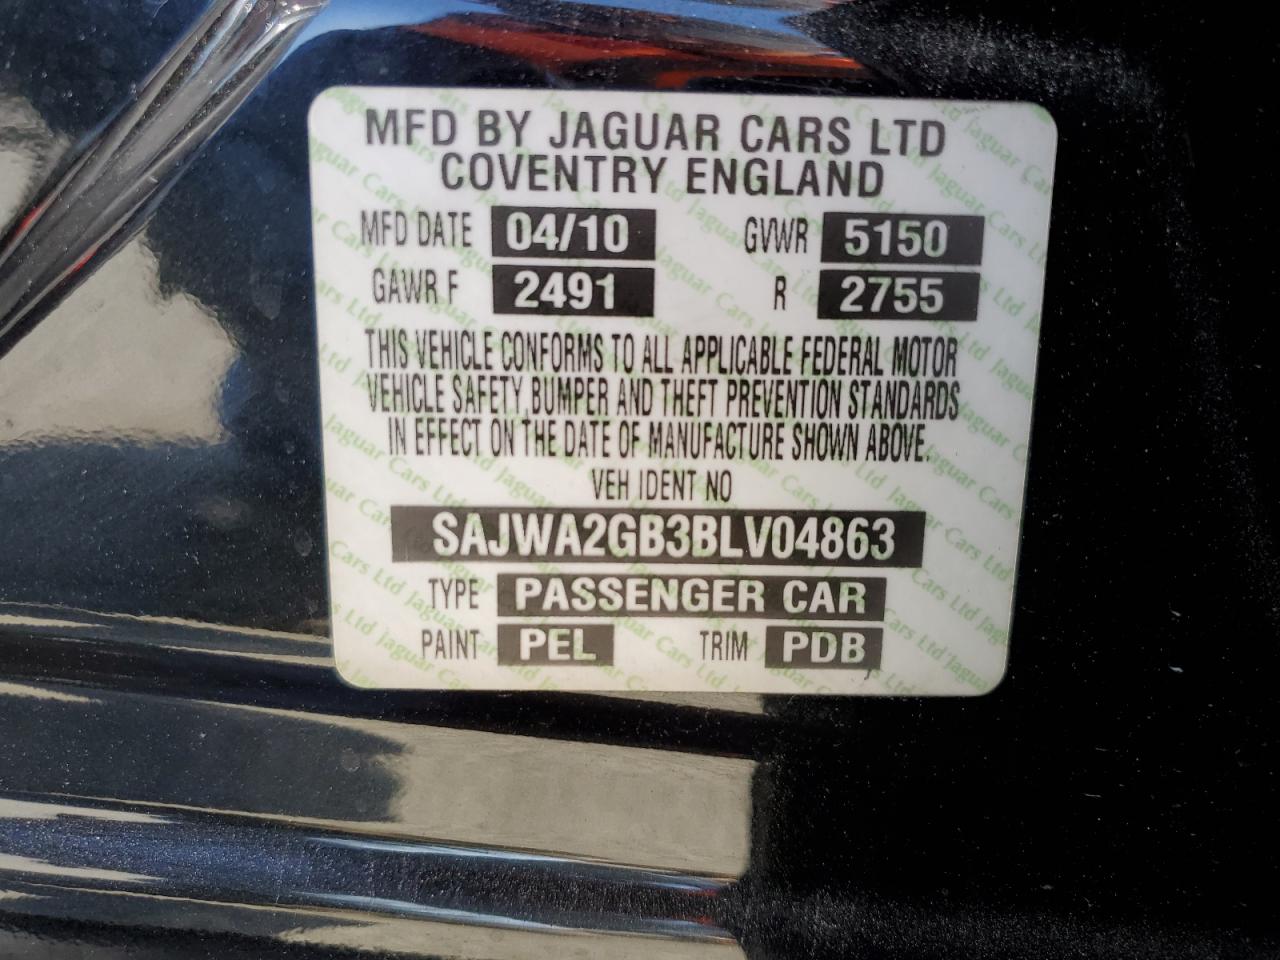 MFD BY JAGUAR CARS LTD
COVENTRY ENGLAND
MFD DATE 04/10 GVWR 5150
GAWR F 2491 R 2755
THIS VEHICLE CONFORMS TO ALL APPLICABLE FEDERAL MOTOR
VEHICLE SAFETY, BUMPER AND THEFT PREVENTION STANDARDS
IN EFFECT ON THE DATE OF MANUFACTURE SHOWN ABOVE.
VEH IDENT NO
SAJWA2GB3BLV04863
TYPE PASSENGER CAR
PAINT PEL TRIM PDB